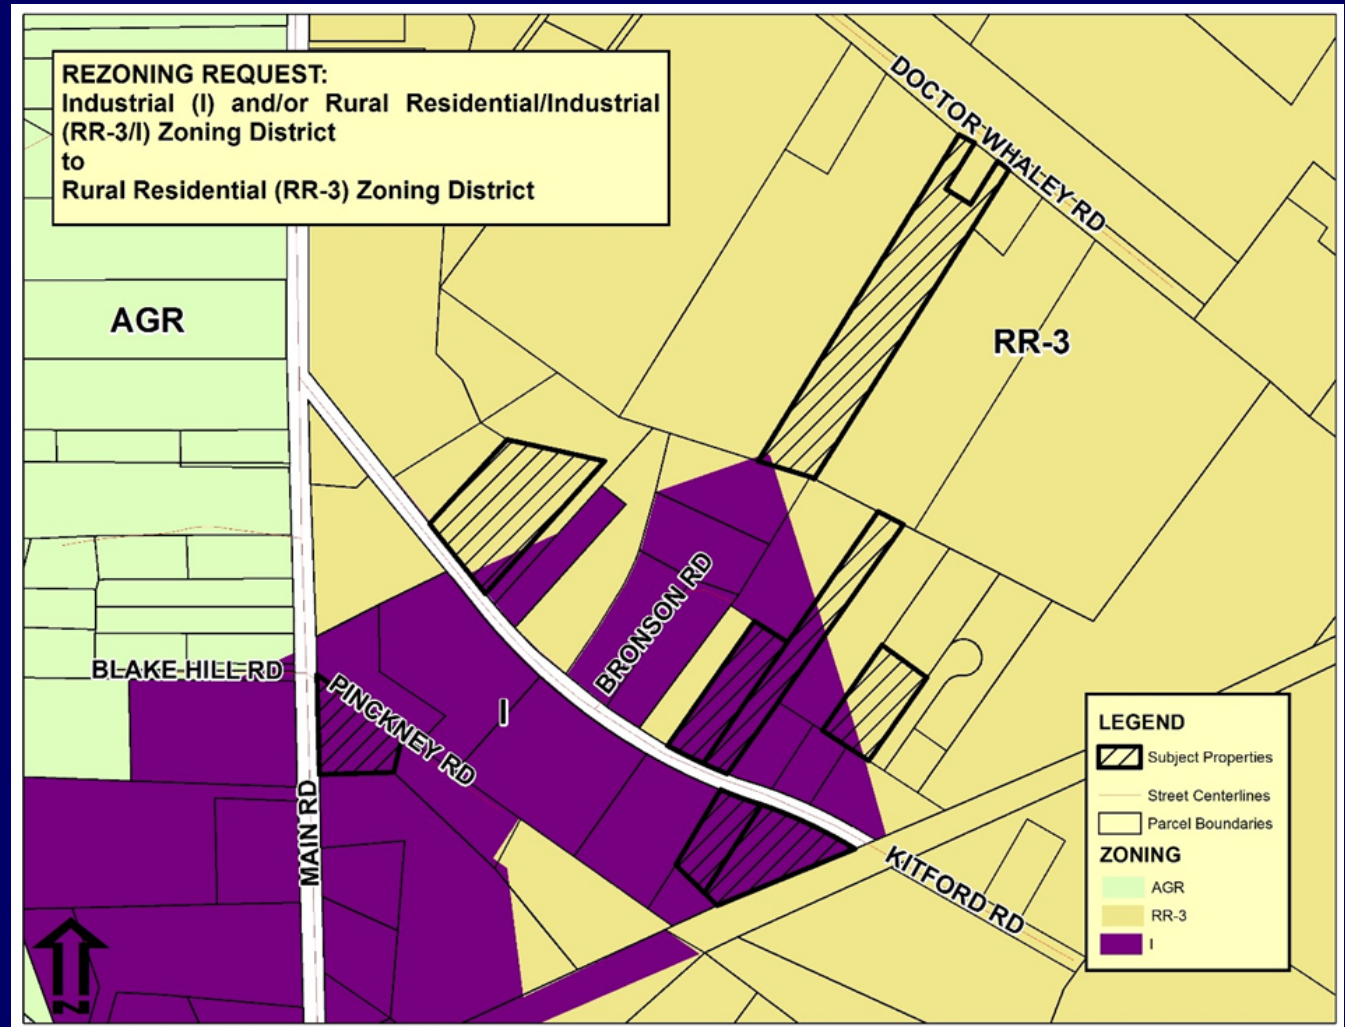 REZONING REQUEST:
Industrial (I) and/or Rural Residential/Industrial
(RR-3/I) Zoning District
to
Rural Residential (RR-3) Zoning District
DOCTOR WHALEY RD
AGR
RR-3
BRONSON RD
BLAKE HILL RD
PINCKNEY RD
I
MAIN RD
KITFORD RD
LEGEND
Subject Properties
Street Centerlines
Parcel Boundaries
ZONING
AGR
RR-3
I
N